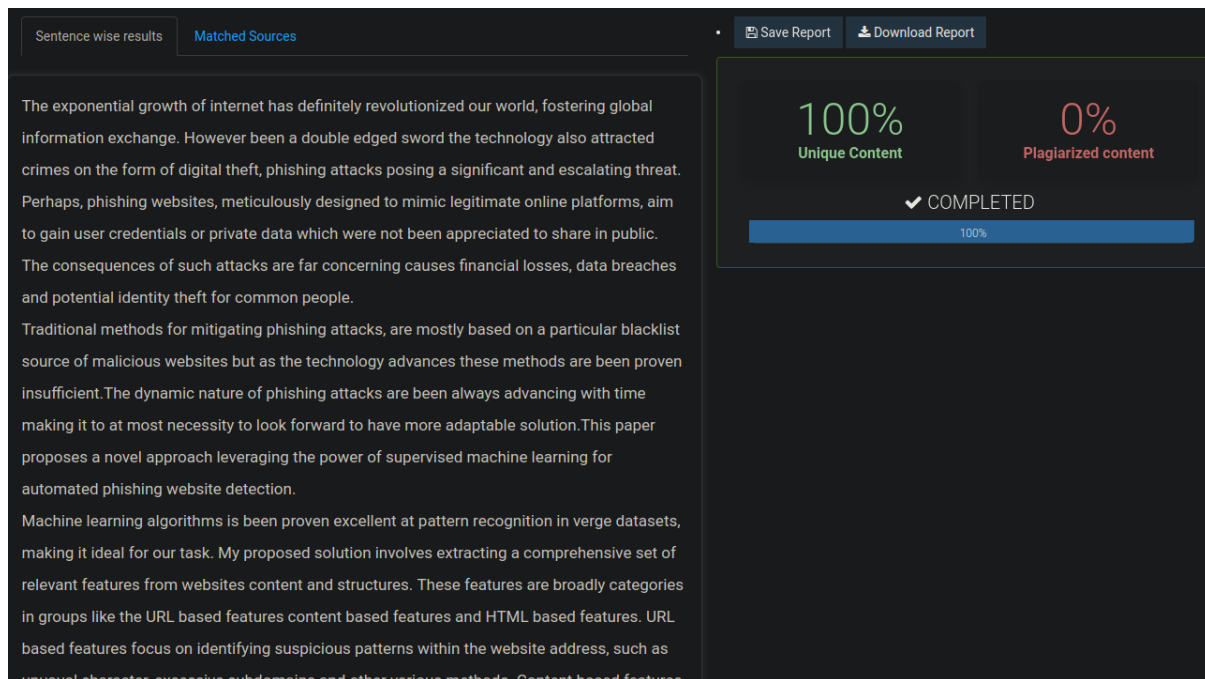 Sentence wise results
Matched Sources
• Save Report
Download Report
100%
Unique Content
0%
Plagiarized content
COMPLETED
100%
The exponential growth of internet has definitely revolutionized our world, fostering global
information exchange. However been a double edged sword the technology also attracted
crimes on the form of digital theft, phishing attacks posing a significant and escalating threat.
Perhaps, phishing websites, meticulously designed to mimic legitimate online platforms, aim
to gain user credentials or private data which were not been appreciated to share in public.
The consequences of such attacks are far concerning causes financial losses, data breaches
and potential identity theft for common people.
Traditional methods for mitigating phishing attacks, are mostly based on a particular blacklist
source of malicious websites but as the technology advances these methods are been proven
insufficient.The dynamic nature of phishing attacks are been always advancing with time
making it to at most necessity to look forward to have more adaptable solution.This paper
proposes a novel approach leveraging the power of supervised machine learning for
automated phishing website detection.
Machine learning algorithms is been proven excellent at pattern recognition in verge datasets,
making it ideal for our task. My proposed solution involves extracting a comprehensive set of
relevant features from websites content and structures. These features are broadly categories
in groups like the URL based features content based features and HTML based features. URL
based features focus on identifying suspicious patterns within the website address, such as
unusual character, excessive subdomains and other various methods. Content based features